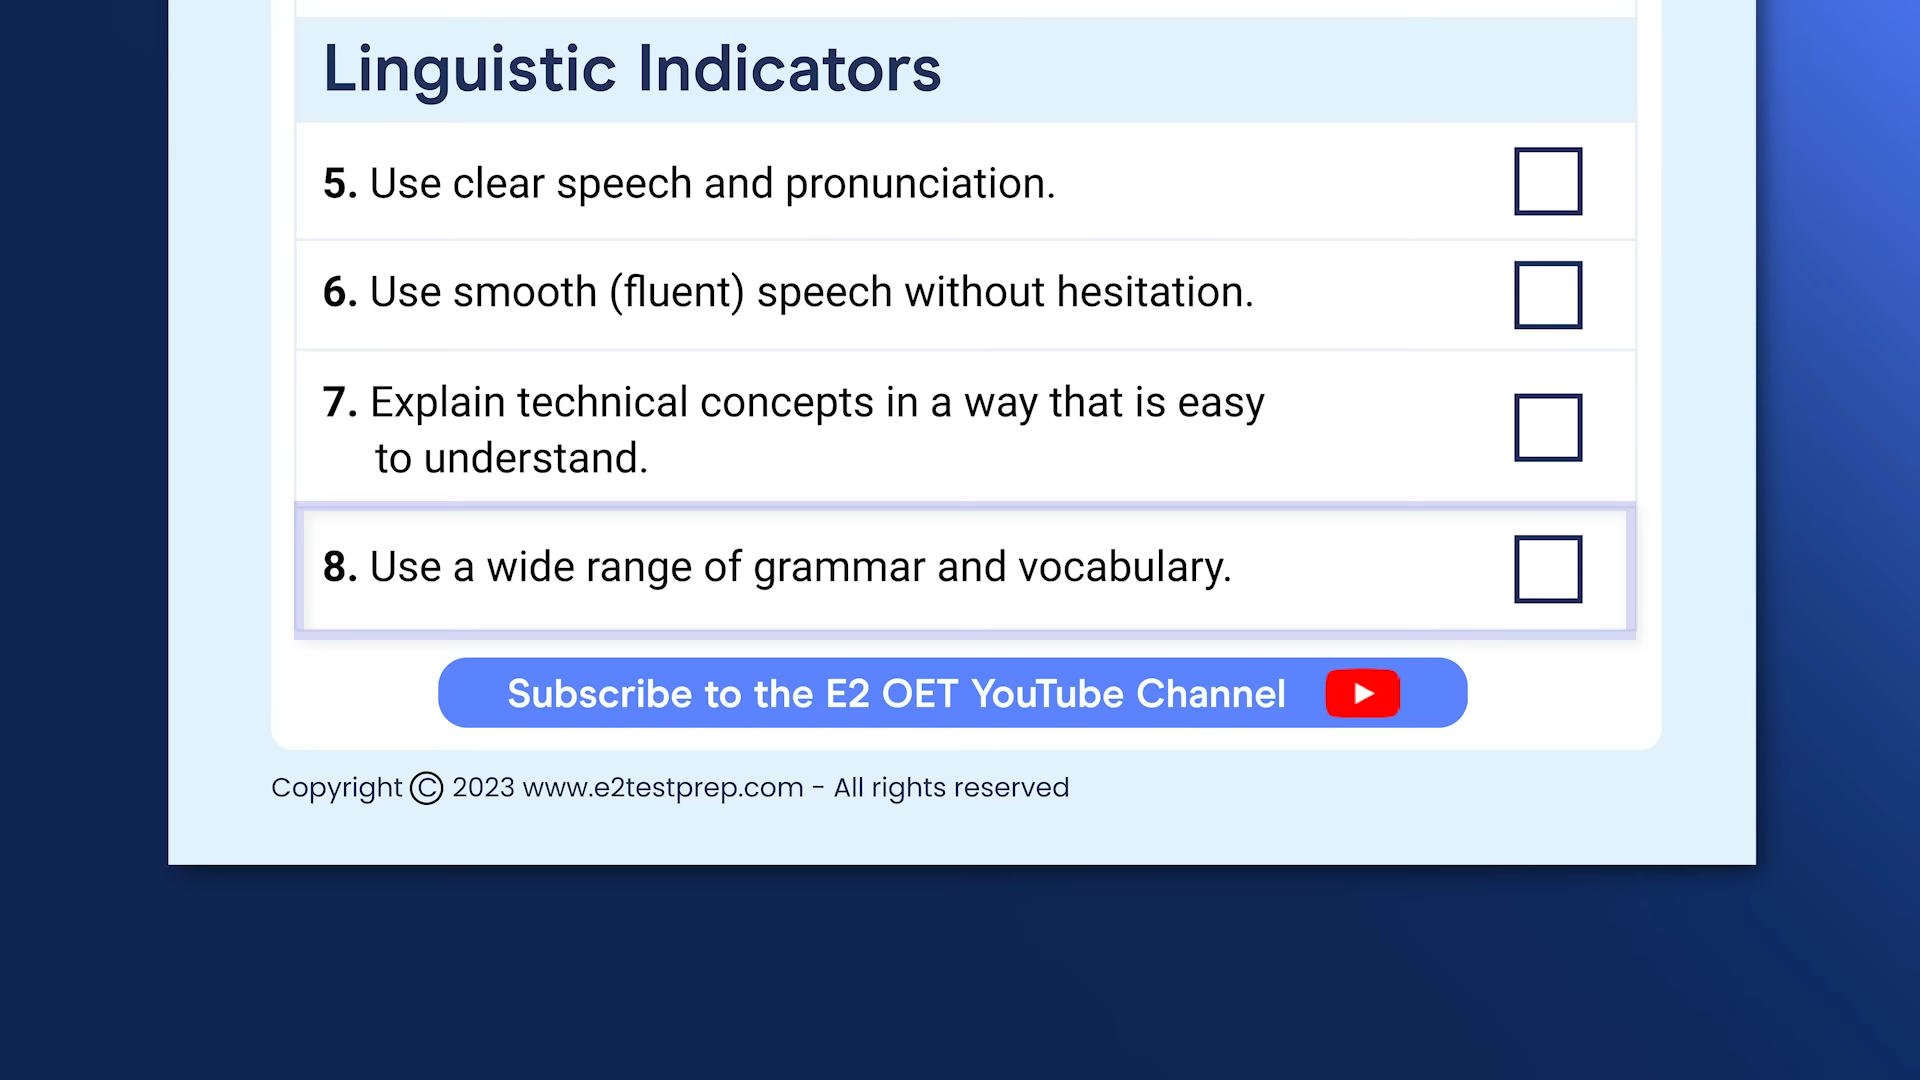 Linguistic Indicators
5. Use clear speech and pronunciation.
6. Use smooth (fluent) speech without hesitation.
7. Explain technical concepts in a way that is easy
to understand.
8. Use a wide range of grammar and vocabulary.
Subscribe to the E2 OET YouTube Channel
Copyright © 2023 www.e2testprep.com - All rights reserved